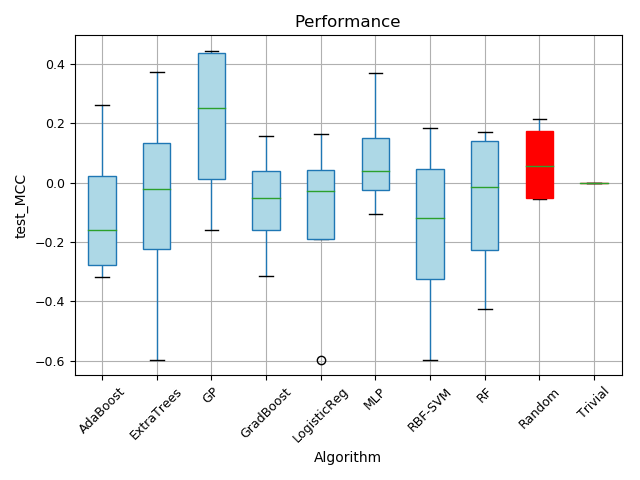 Performance
0.4
0.2
0.0
−0.2
−0.4
−0.6
test_MCC
AdaBoost
ExtraTrees
GP
GradBoost
LogisticReg
MLP
RBF-SVM
RF
Random
Trivial
Algorithm